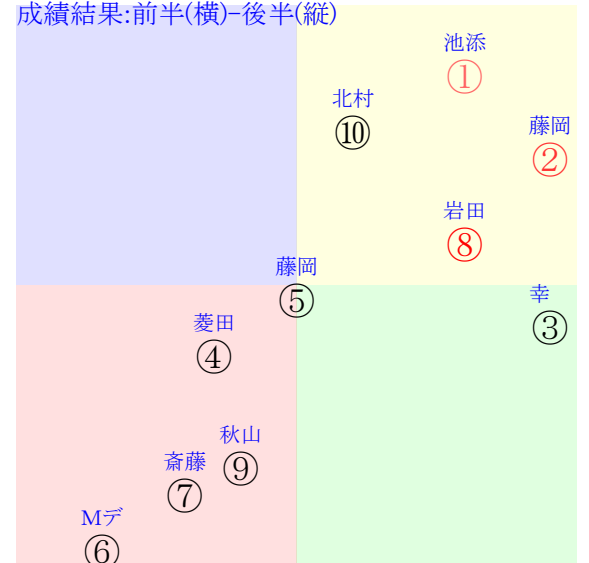 成績結果:前半(横)-後半(縦)
池添
①
北村
⑩
藤岡
②
岩田
⑧
藤岡
⑤
幸
③
菱田
④
秋山
⑨
斎藤
⑦
Mデ
⑥